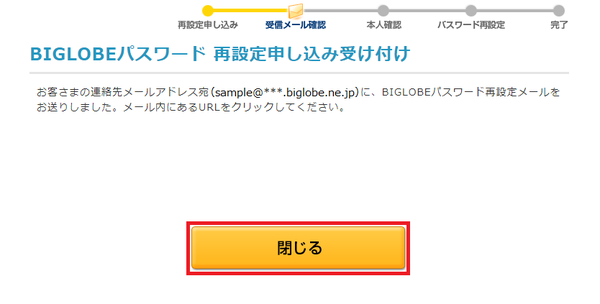 再設定申し込み 受信メール確認 本人確認 パスワード再設定 完了
BIGLOBEパスワード 再設定申し込み受け付け
お客さまの連絡先メールアドレス宛(sample@***.biglobe.ne.jp)に、BIGLOBEパスワード再設定メールを
お送りしました。メール内にあるURLをクリックしてください。
閉じる